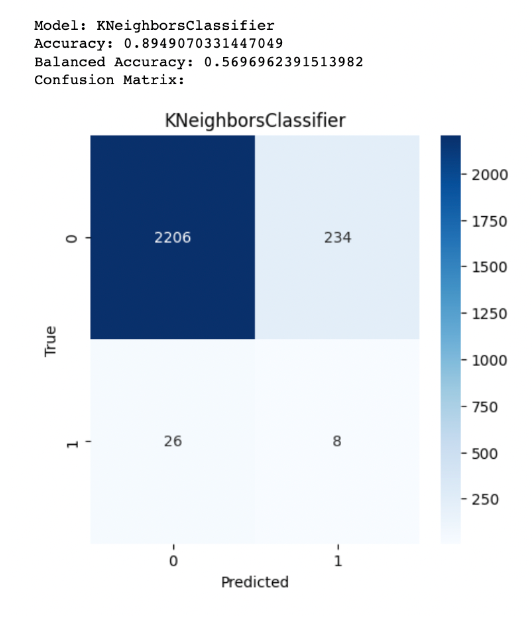 Model: KNeighborsClassifier
Accuracy: 0.8949070331447049
Balanced Accuracy: 0.5696962391513982
Confusion Matrix:
KNeighborsClassifier
2206 234
26 8
True
0
1
0 1
Predicted
2000
1750
1500
1250
1000
750
500
250